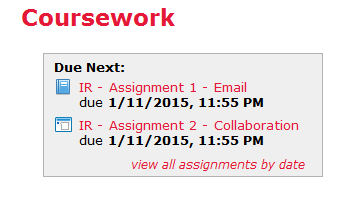 Coursework
Due Next:
IR - Assignment 1 - Email
due 1/11/2015, 11:55 PM
IR - Assignment 2 - Collaboration
due 1/11/2015, 11:55 PM
view all assignments by date